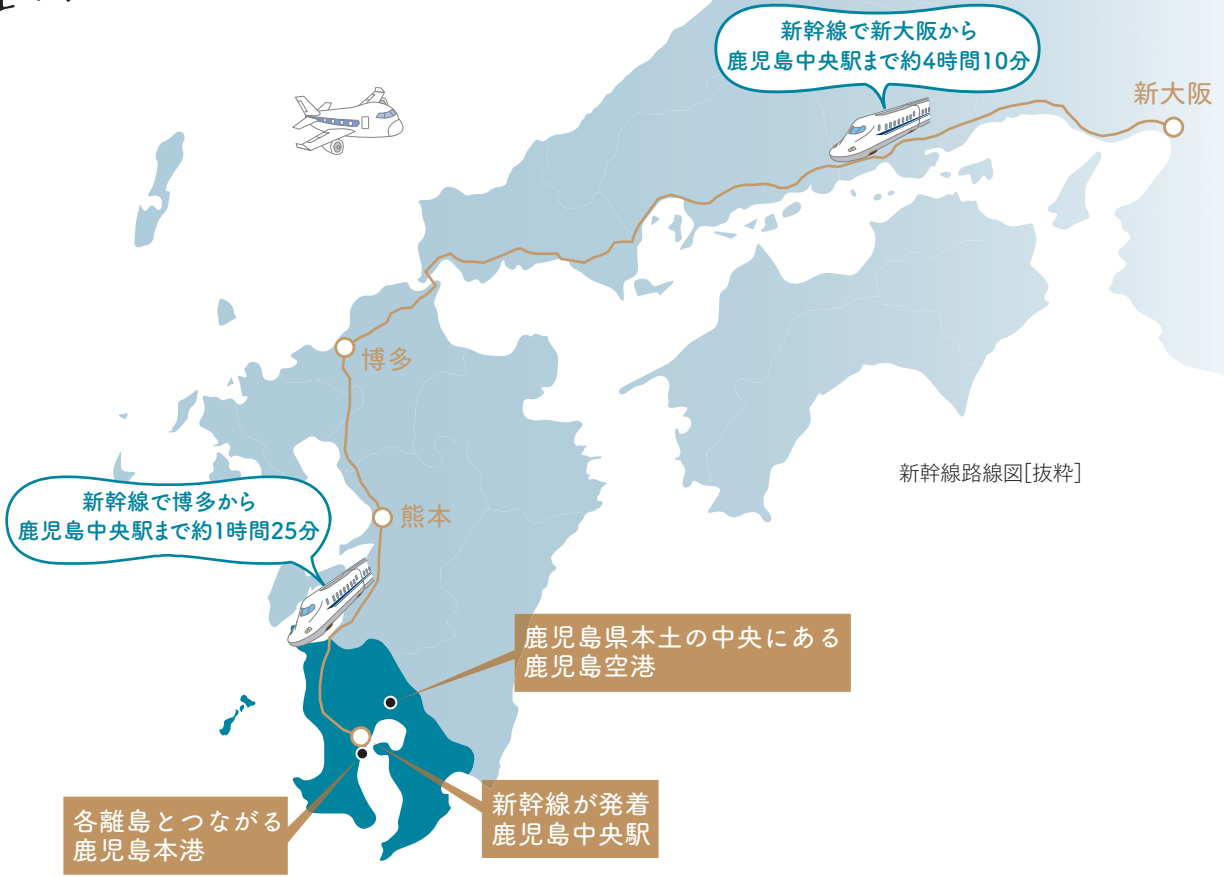 新幹線で新大阪から
鹿児島中央駅まで約4時間10分
新大阪
博多
新幹線路線図[抜粋]
新幹線で博多から
鹿児島中央駅まで約1時間25分
熊本
鹿児島県本土の中央にある
鹿児島空港
各離島とつながる
鹿児島本港
新幹線が発着
鹿児島中央駅